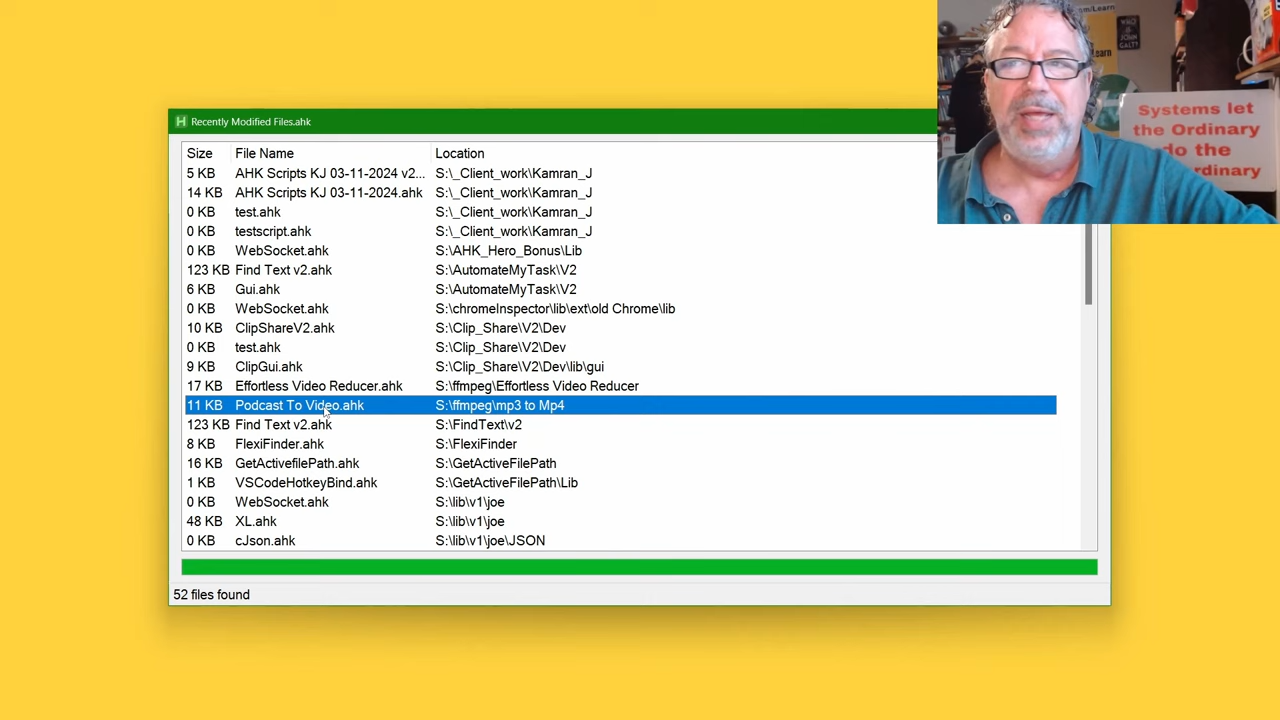 m/Learn
WHO
IS
JOHN
GALT?
Learn
Systems let
the Ordinary
do the
rdinary
Recently Modified Files.ahk
Size File Name Location
5 KB AHK Scripts KJ 03-11-2024 v2... S:\_Client_work\Kamran_J
14 KB AHK Scripts KJ 03-11-2024.ahk S:\_Client_work\Kamran_J
0 KB test.ahk S:\_Client_work\Kamran_J
0 KB testscript.ahk S:\_Client_work\Kamran_J
0 KB WebSocket.ahk S:\AHK_Hero_Bonus\Lib
123 KB Find Text v2.ahk S:\AutomateMyTask\V2
6 KB Gui.ahk S:\AutomateMyTask\V2
0 KB WebSocket.ahk S:\chromeInspector\lib\ext\old Chrome\lib
10 KB ClipShareV2.ahk S:\Clip_Share\V2\Dev
0 KB test.ahk S:\Clip_Share\V2\Dev
9 KB ClipGui.ahk S:\Clip_Share\V2\Dev\lib\gui
17 KB Effortless Video Reducer.ahk S:\ffmpeg\Effortless Video Reducer
11 KB Podcast To Video.ahk S:\ffmpeg\mp3 to Mp4
123 KB Find Text v2.ahk S:\FindText\v2
8 KB FlexiFinder.ahk S:\FlexiFinder
16 KB GetActivefilePath.ahk S:\GetActiveFilePath
1 KB VSCodeHotkeyBind.ahk S:\GetActiveFilePath\Lib
0 KB WebSocket.ahk S:\lib\v1\joe
48 KB XL.ahk S:\lib\v1\joe
0 KB cJson.ahk S:\lib\v1\joe\JSON
52 files found